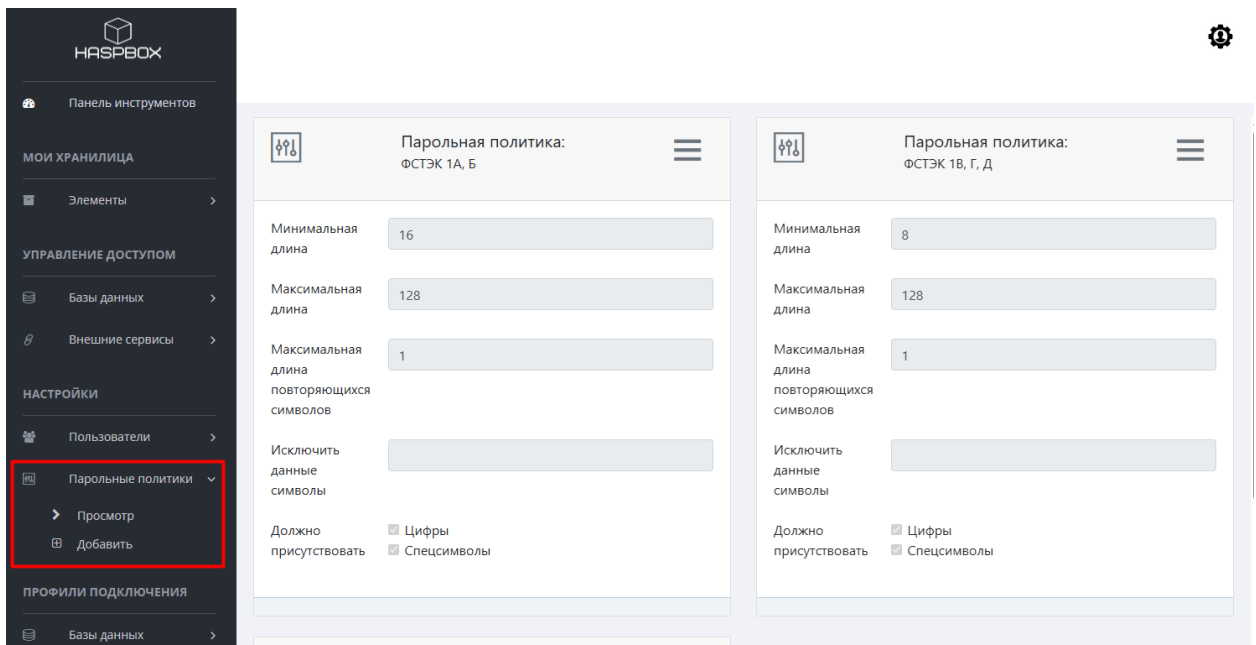 HASPBOX
Панель инструментов
МОИ ХРАНИЛИЦА
Элементы
УПРАВЛЕНИЕ ДОСТУПОМ
Базы данных
Внешние сервисы
НАСТРОЙКИ
Пользователи
Парольные политики
Просмотр
Добавить
ПРОФИЛИ ПОДКЛЮЧЕНИЯ
Базы данных
Парольная политика:
ФСТЭК 1А, Б
Минимальная
длина
16
Максимальная
длина
128
Максимальная
длина
повторяющихся
символов
1
Исключить
данные
символы
Должно
присутствовать
Цифры
Спецсимволы
Парольная политика:
ФСТЭК 1В, Г, Д
Минимальная
длина
8
Максимальная
длина
128
Максимальная
длина
повторяющихся
символов
1
Исключить
данные
символы
Должно
присутствовать
Цифры
Спецсимволы